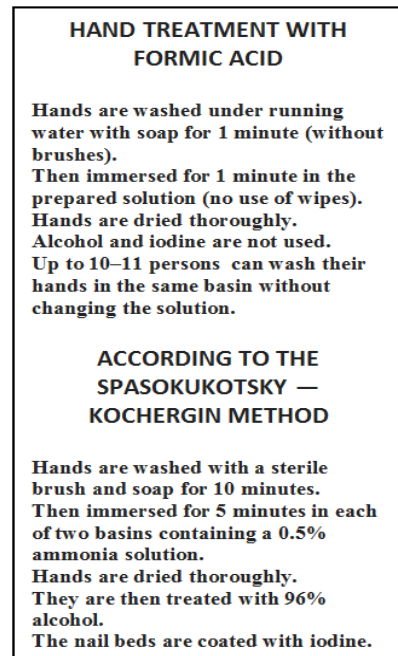 HAND TREATMENT WITH
FORMIC ACID
Hands are washed under running
water with soap for 1 minute (without
brushes).
Then immersed for 1 minute in the
prepared solution (no use of wipes).
Hands are dried thoroughly.
Alcohol and iodine are not used.
Up to 10–11 persons can wash their
hands in the same basin without
changing the solution.
ACCORDING TO THE
SPASOKUKOTSKY —
KOCHERGIN METHOD
Hands are washed with a sterile
brush and soap for 10 minutes.
Then immersed for 5 minutes in each
of two basins containing a 0.5%
ammonia solution.
Hands are dried thoroughly.
They are then treated with 96%
alcohol.
The nail beds are coated with iodine.